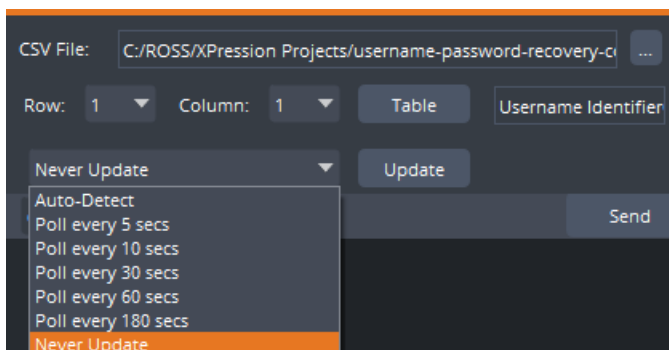 CSV File: C:/ROSS/XPression Projects/username-password-recovery-c ...
Row: 1 Column: 1 Table Username Identifier
Never Update Update
Auto-Detect
Poll every 5 secs
Send
Poll every 10 secs
Poll every 30 secs
Poll every 60 secs
Poll every 180 secs
Never Update